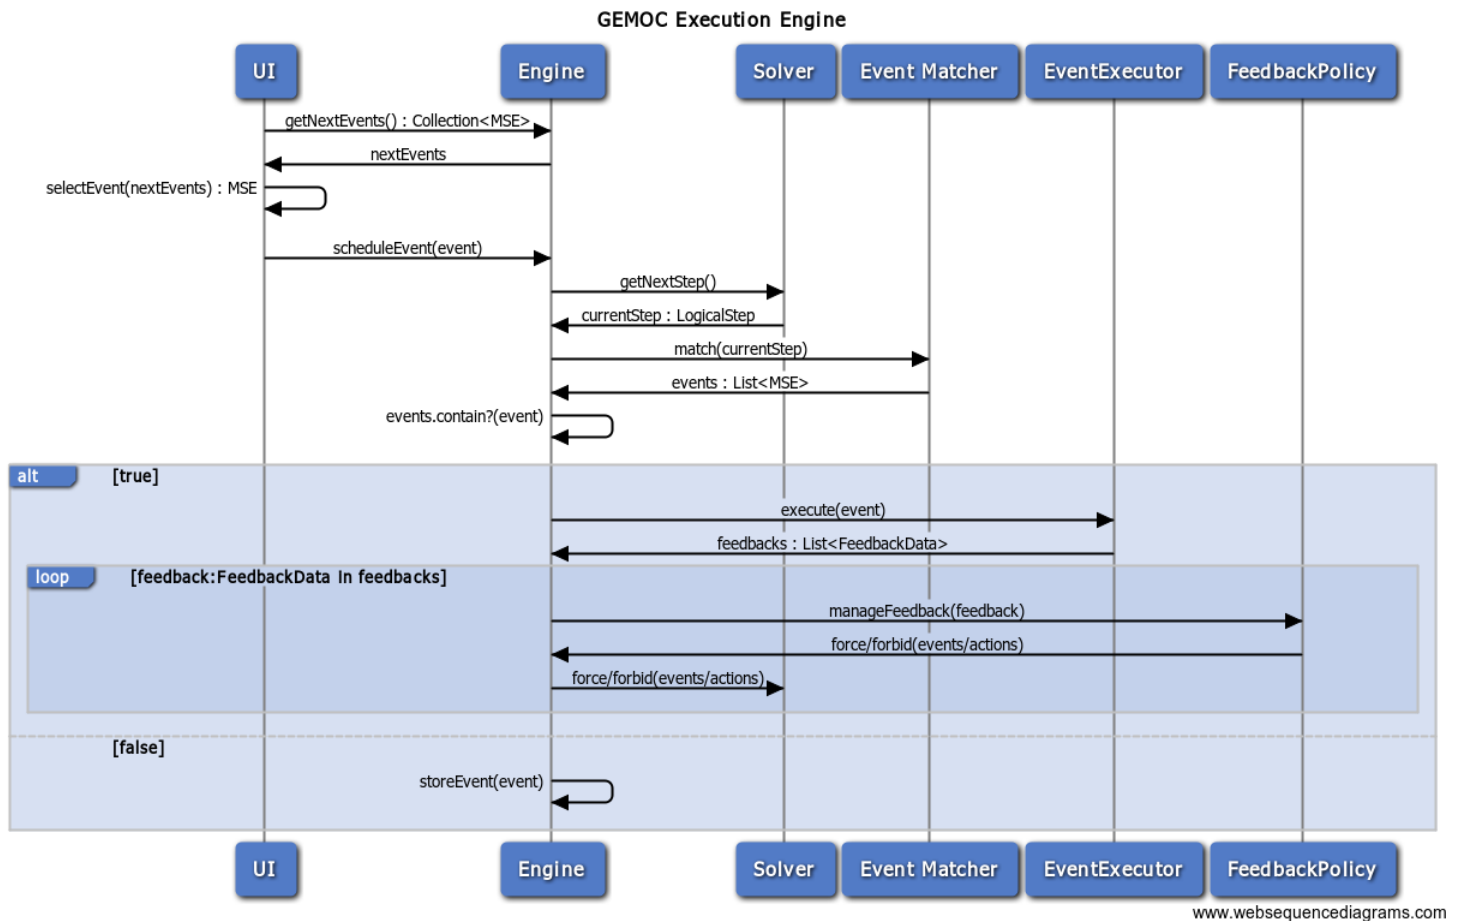 GEMOC Execution Engine
UI
Engine
Solver
Event Matcher
EventExecutor
FeedbackPolicy
getNextEvents() : Collection<MSE>
nextEvents
selectEvent(nextEvents) : MSE
scheduleEvent(event)
getNextStep()
currentStep : LogicalStep
match(currentStep)
events : List<MSE>
events.contain?(event)
alt
[true]
execute(event)
feedbacks : List<FeedbackData>
loop
[feedback:FeedbackData in feedbacks]
manageFeedback(feedback)
force/forbid(events/actions)
force/forbid(events/actions)
[false]
storeEvent(event)
UI
Engine
Solver
Event Matcher
EventExecutor
FeedbackPolicy
www.websequencediagrams.com